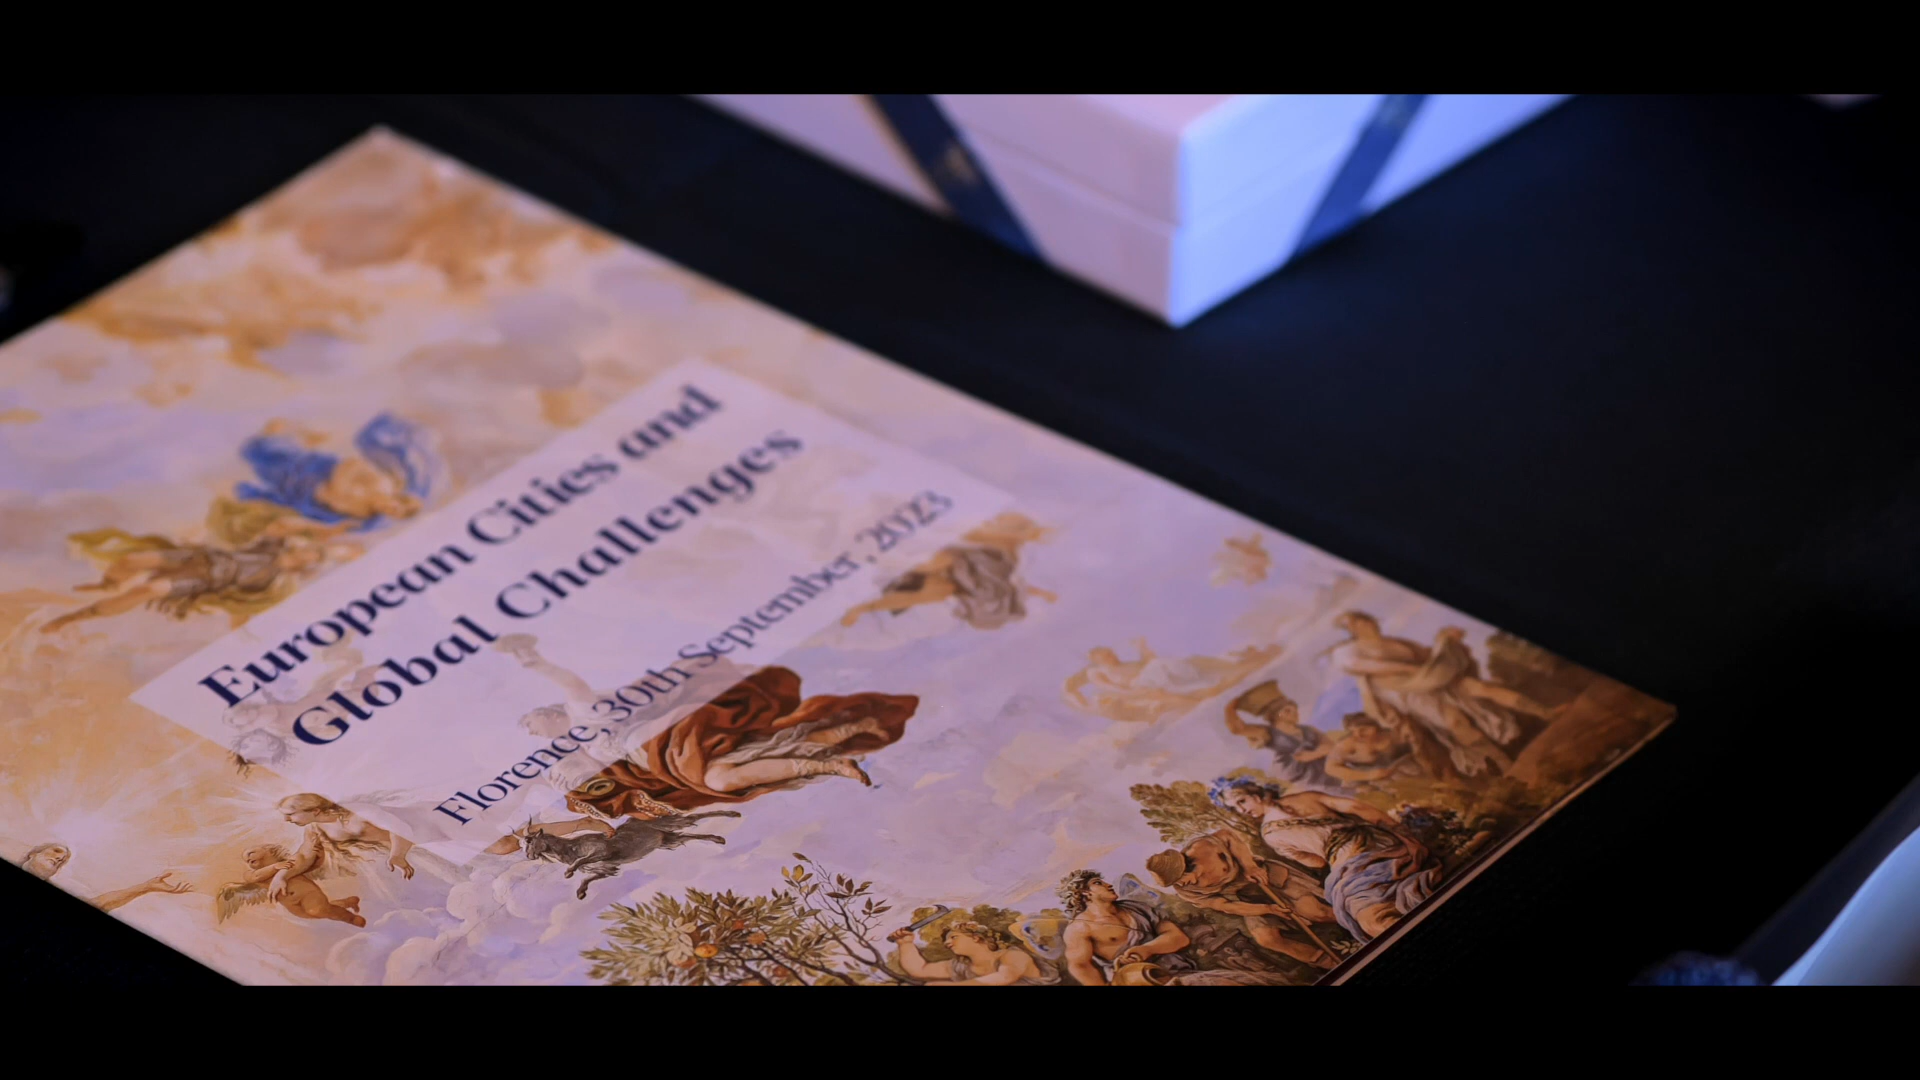 European Cities and
Global Challenges
Florence, 30th September, 2023